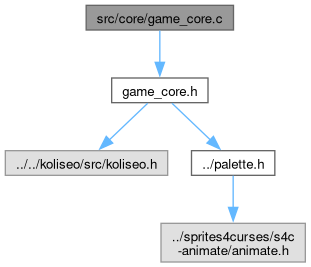 src/core/game_core.c
game_core.h
../../koliseo/src/koliseo.h
../palette.h
../sprites4curses/s4c
-animate/animate.h